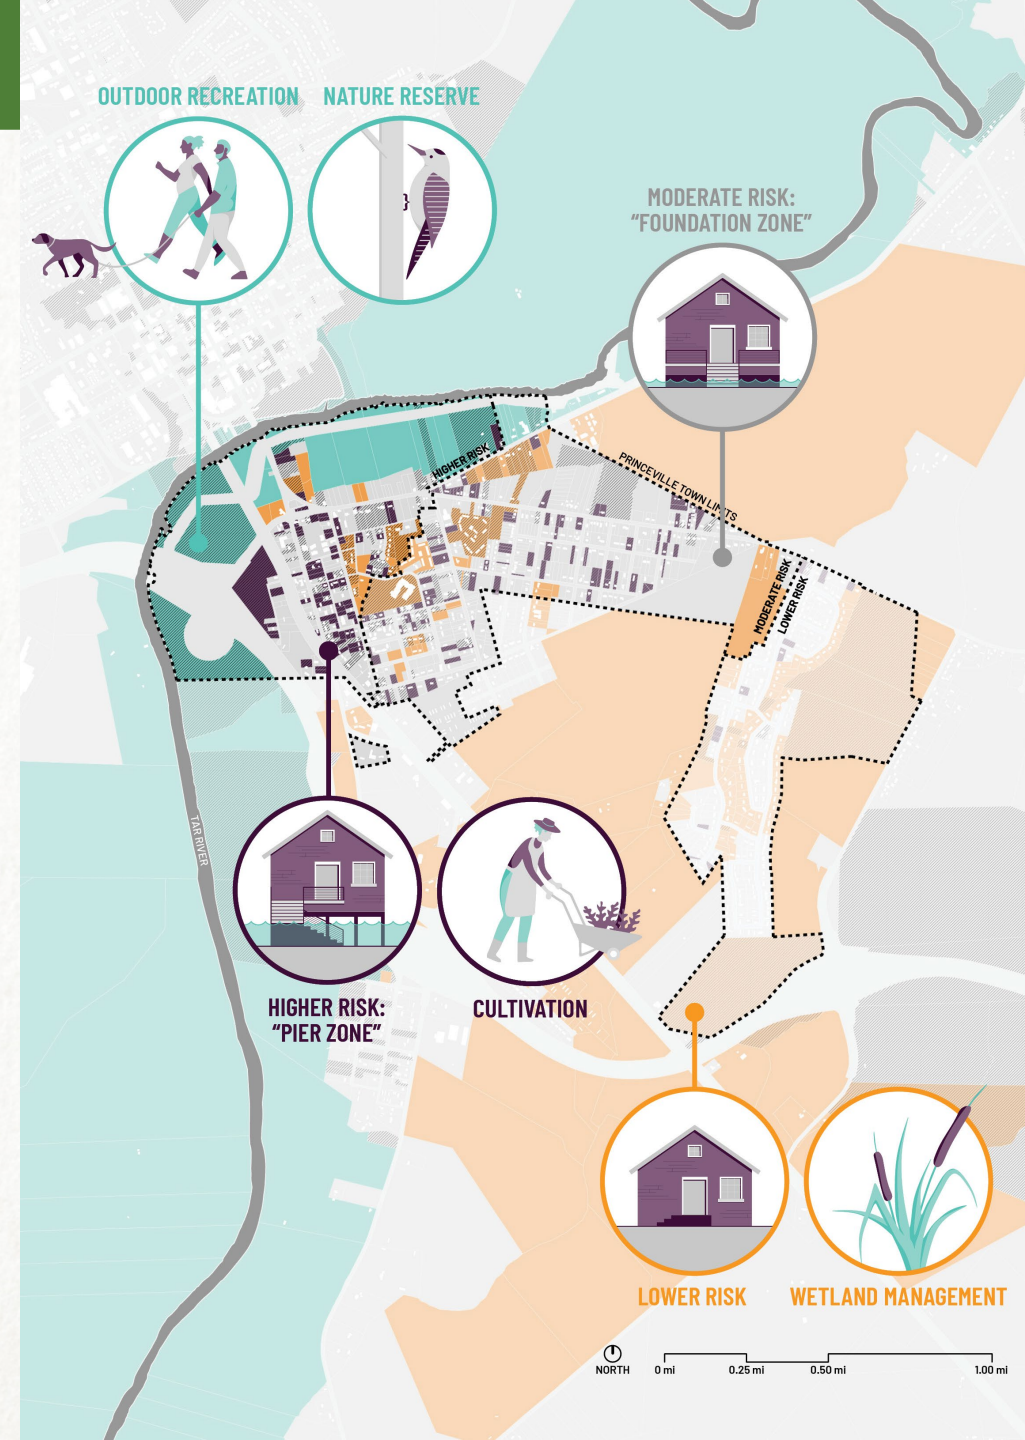 OUTDOOR RECREATION
NATURE RESERVE
MODERATE RISK:
“FOUNDATION ZONE”
HIGHER RISK
PRINCEVILLE TOWN LIMITS
MODERATE RISK
LOWER RISK
TAR RIVER
HIGHER RISK:
“PIER ZONE”
CULTIVATION
LOWER RISK
WETLAND MANAGEMENT
NORTH
0 mi
0.25 mi
0.50 mi
1.00 mi